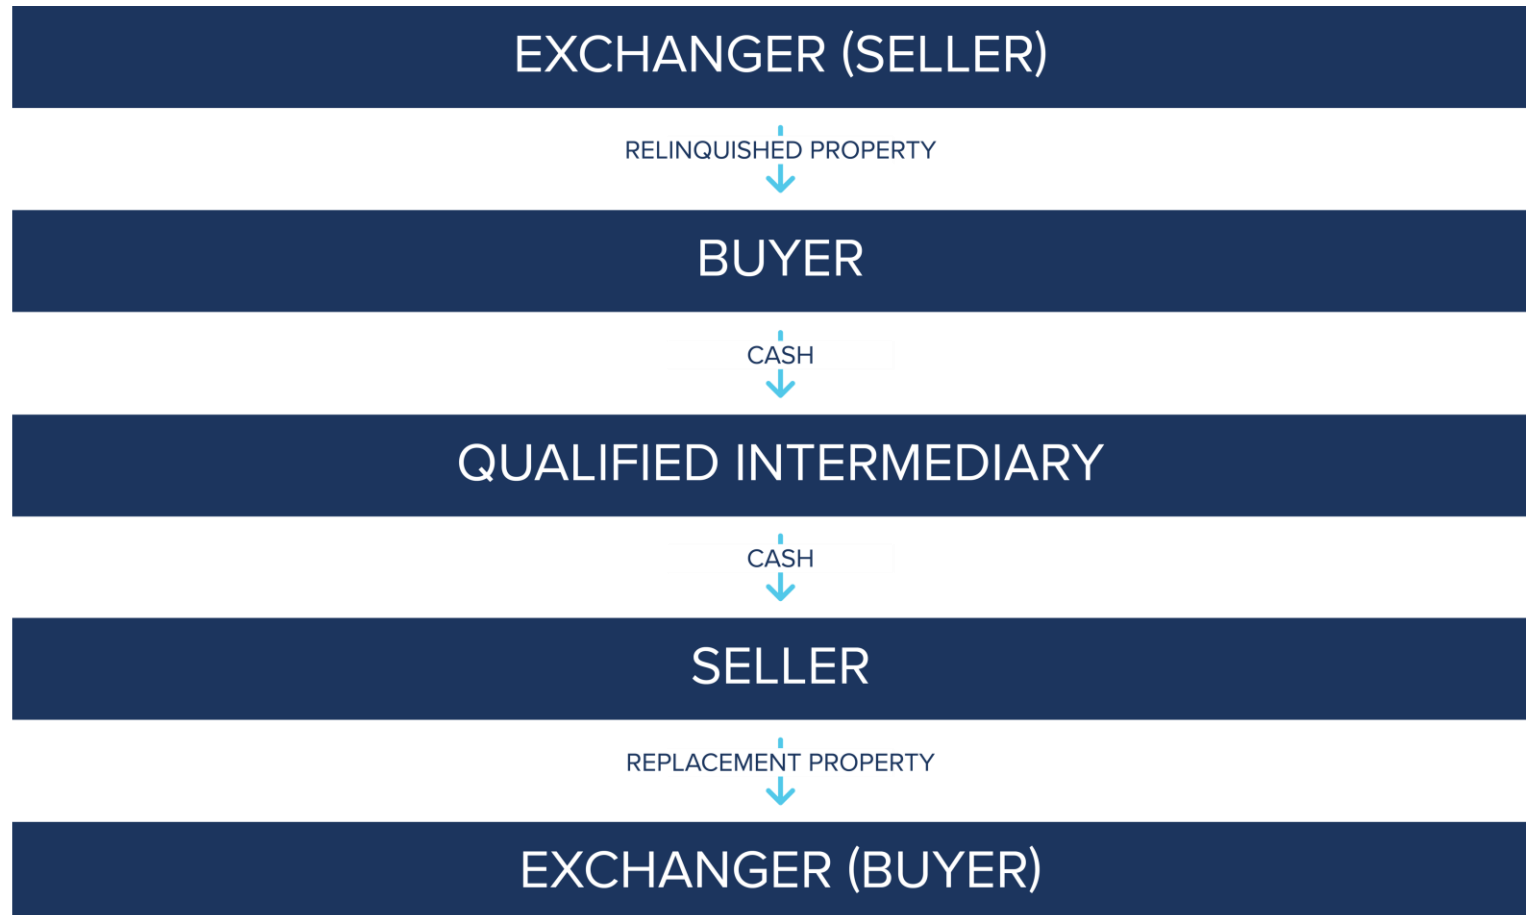 EXCHANGER (SELLER)
RELINQUISHED PROPERTY
BUYER
CASH
QUALIFIED INTERMEDIARY
CASH
SELLER
REPLACEMENT PROPERTY
EXCHANGER (BUYER)